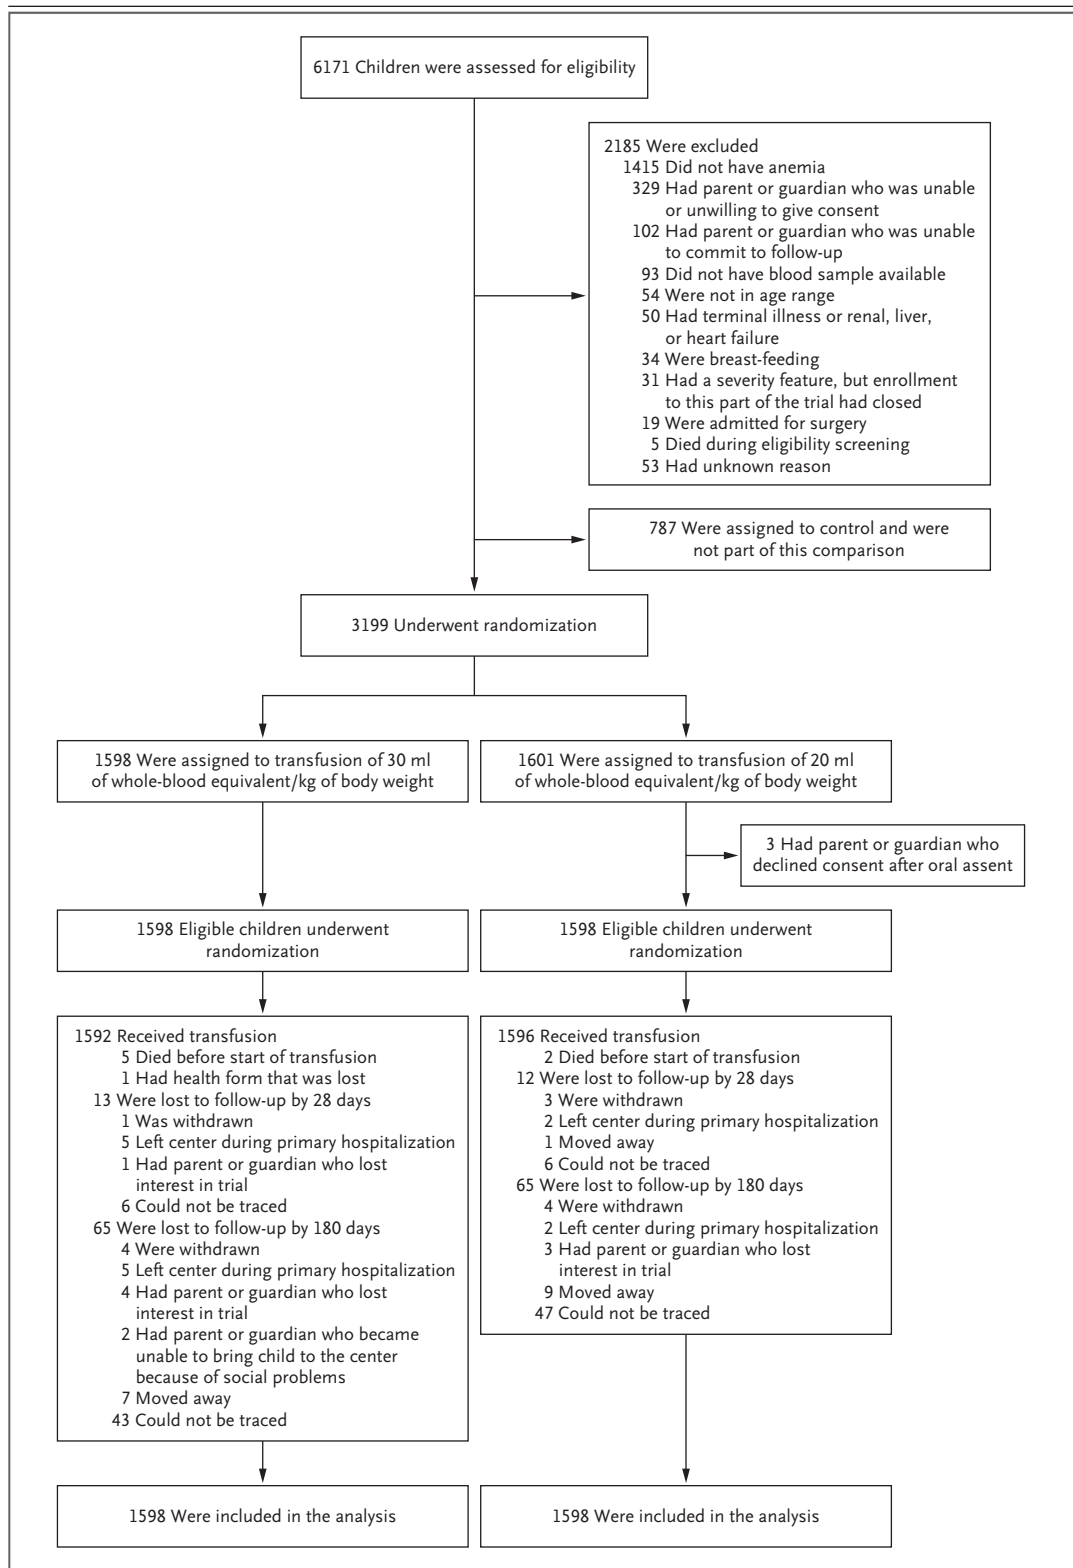 6171 Children were assessed for eligibility
2185 Were excluded
1415 Did not have anemia
329 Had parent or guardian who was unable
or unwilling to give consent
102 Had parent or guardian who was unable
to commit to follow-up
93 Did not have blood sample available
54 Were not in age range
50 Had terminal illness or renal, liver,
or heart failure
34 Were breast-feeding
31 Had a severity feature, but enrollment
to this part of the trial had closed
19 Were admitted for surgery
5 Died during eligibility screening
53 Had unknown reason
787 Were assigned to control and were
not part of this comparison
3199 Underwent randomization
1598 Were assigned to transfusion of 30 ml
of whole-blood equivalent/kg of body weight
1601 Were assigned to transfusion of 20 ml
of whole-blood equivalent/kg of body weight
3 Had parent or guardian who
declined consent after oral assent
1598 Eligible children underwent
randomization
1598 Eligible children underwent
randomization
1592 Received transfusion
5 Died before start of transfusion
1 Had health form that was lost
13 Were lost to follow-up by 28 days
1 Was withdrawn
5 Left center during primary hospitalization
1 Had parent or guardian who lost
interest in trial
6 Could not be traced
65 Were lost to follow-up by 180 days
4 Were withdrawn
5 Left center during primary hospitalization
4 Had parent or guardian who lost
interest in trial
2 Had parent or guardian who became
unable to bring child to the center
because of social problems
7 Moved away
43 Could not be traced
1596 Received transfusion
2 Died before start of transfusion
12 Were lost to follow-up by 28 days
3 Were withdrawn
2 Left center during primary hospitalization
1 Moved away
6 Could not be traced
65 Were lost to follow-up by 180 days
4 Were withdrawn
2 Left center during primary hospitalization
3 Had parent or guardian who lost
interest in trial
9 Moved away
47 Could not be traced
1598 Were included in the analysis
1598 Were included in the analysis